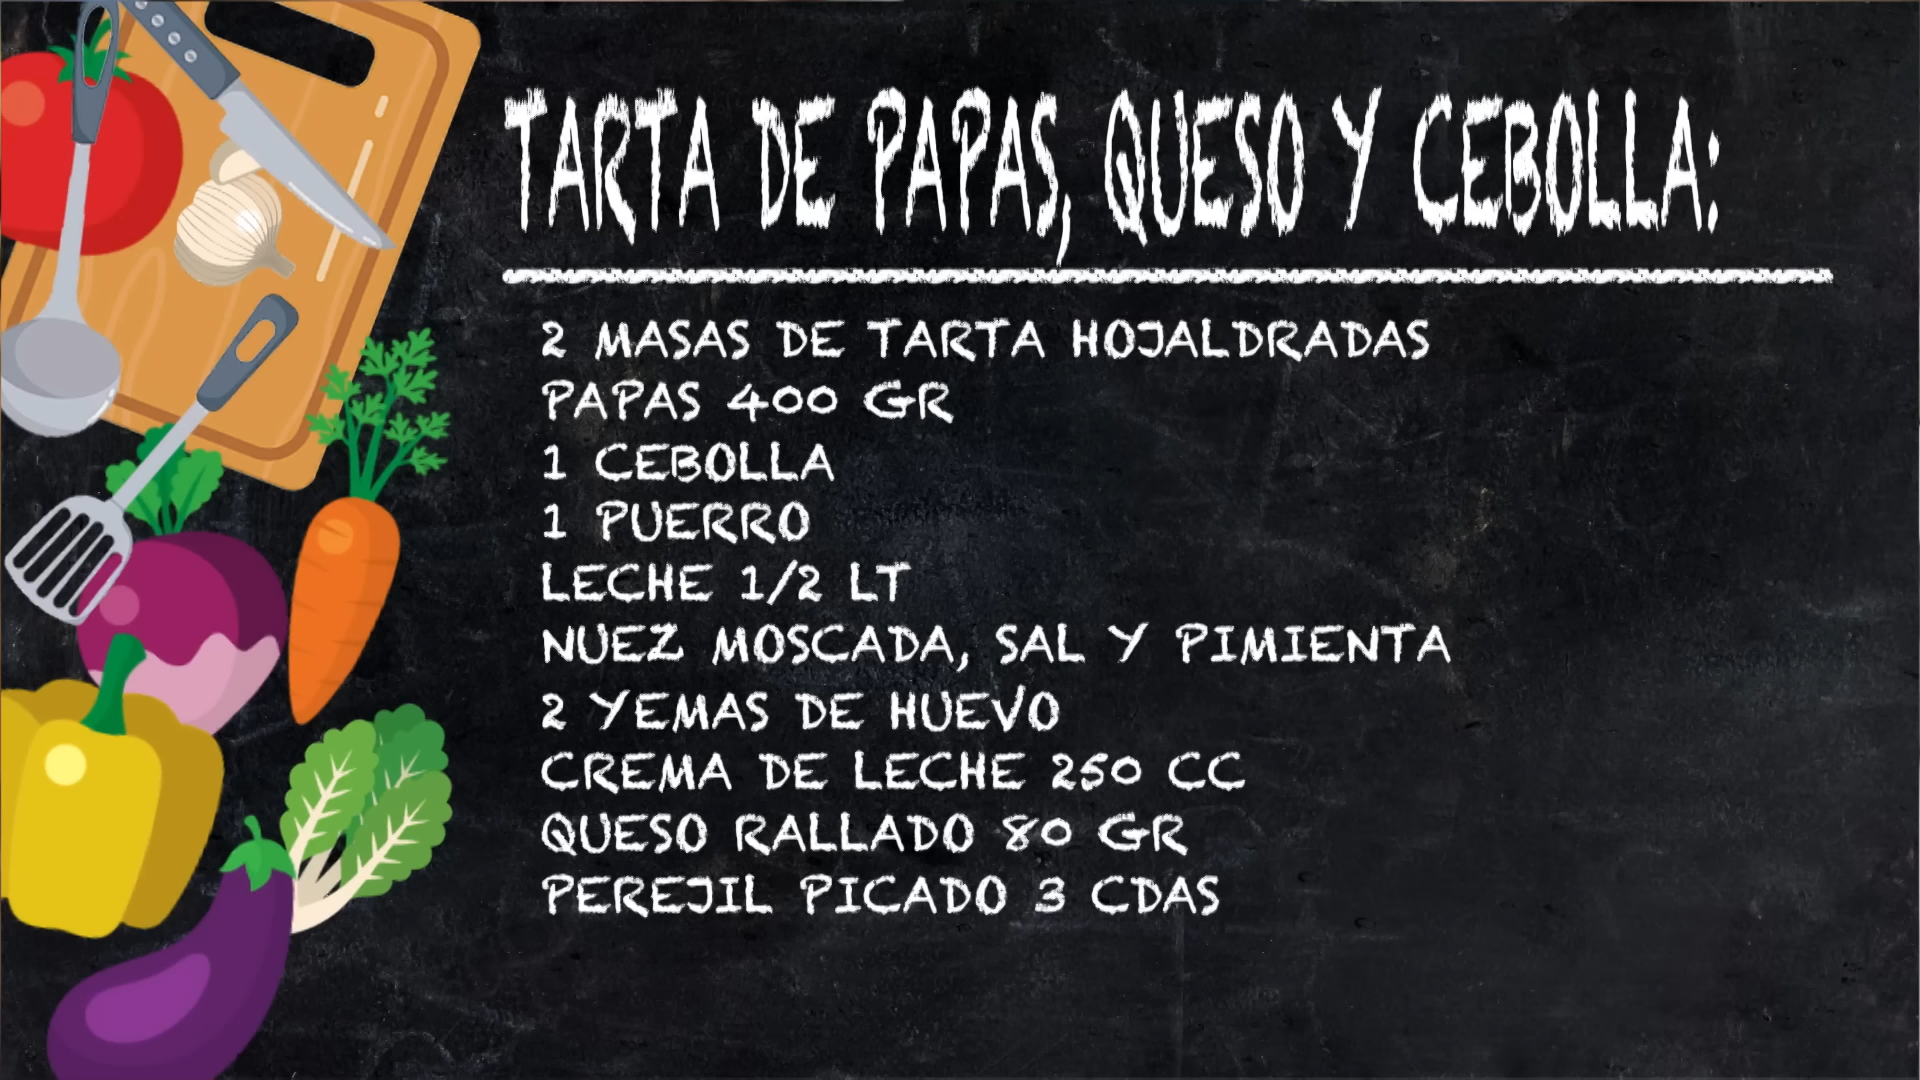 TARTA DE PAPAS, QUESO Y CEBOLLA:
2 MASAS DE TARTA HOJALDRADAS
PAPAS 400 GR
1 CEBOLLA
1 PUERRO
LECHE 1/2 LT
NUEZ MOSCADA, SAL Y PIMIENTA
2 YEMAS DE HUEVO
CREMA DE LECHE 250 CC
QUESO RALLADO 80 GR
PEREJIL PICADO 3 CDAS